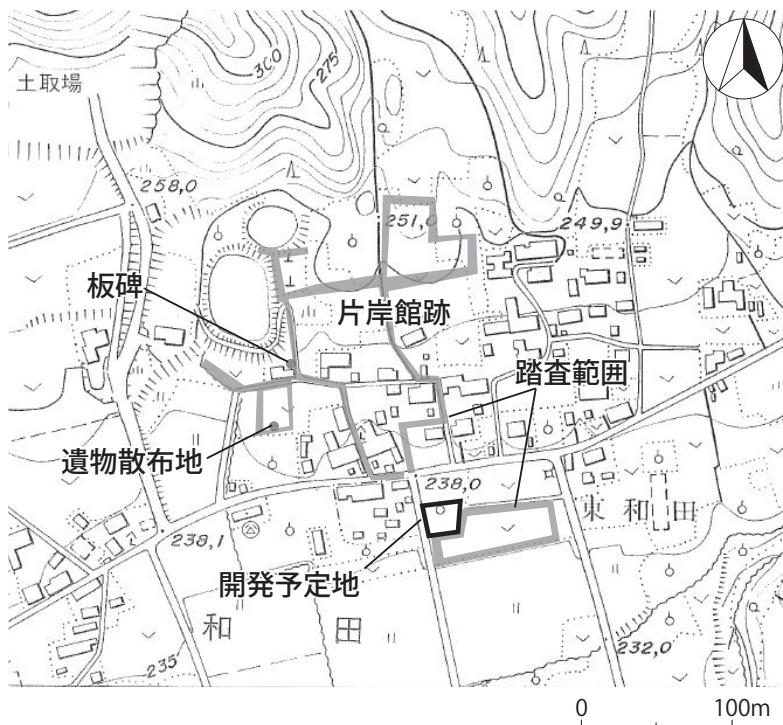 土取場
300
275
258,0
251,0
249,9
板碑
片岸館跡
踏査範囲
遺物散布地
238,0
東和田
238,1
開発予定地
和田
235
232,0
0
100m